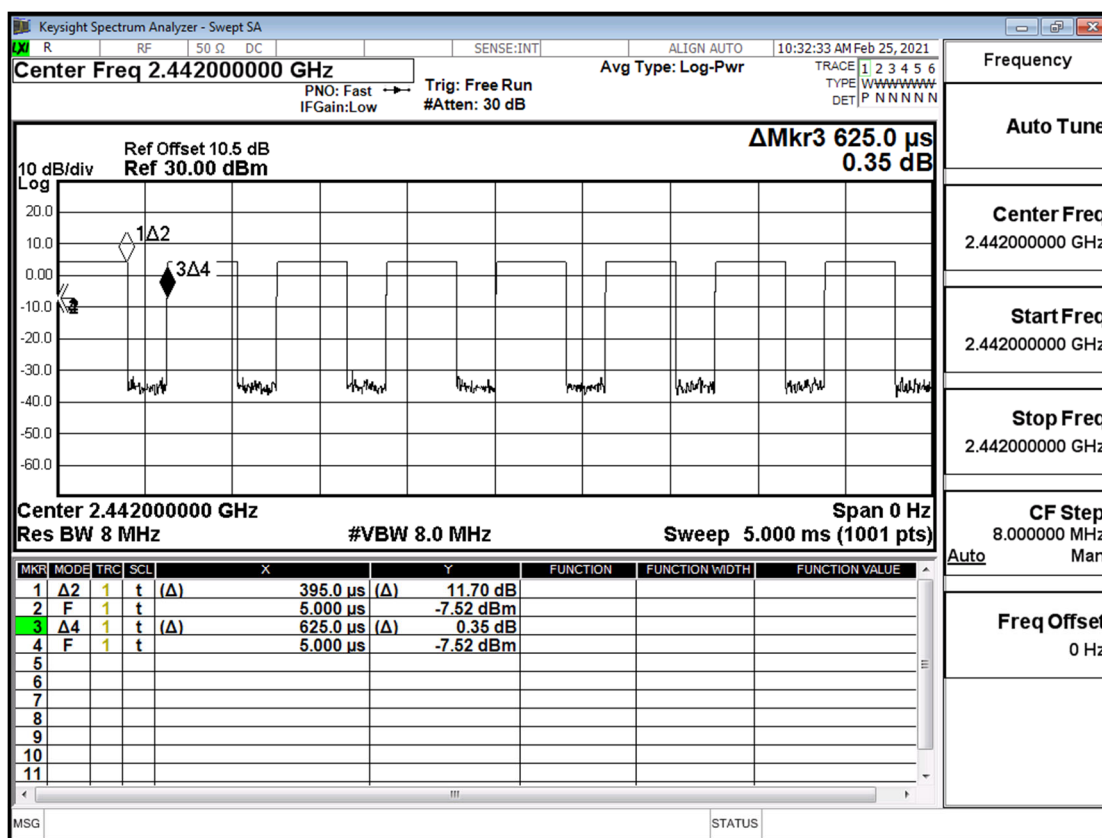 Keysight Spectrum Analyzer - Swept SA
LXI R RF 50 Ω DC SENSE:INT ALIGN AUTO 10:32:33 AM Feb 25, 2021
Center Freq 2.442000000 GHz
PNO: Fast
IFGain:Low
Trig: Free Run
#Atten: 30 dB
Avg Type: Log-Pwr
TRACE 1 2 3 4 5 6
TYPE WWWWWW
DET P N N N N N
Ref Offset 10.5 dB
10 dB/div Ref 30.00 dBm
Log
ΔMkr3 625.0 µs
0.35 dB
20.0
10.0
0.00
-10.0
-20.0
-30.0
-40.0
-50.0
-60.0
1Δ2
3Δ4
Center 2.442000000 GHz Span 0 Hz
Res BW 8 MHz #VBW 8.0 MHz Sweep 5.000 ms (1001 pts)
MKR MODE TRC SCL X Y FUNCTION FUNCTION WIDTH FUNCTION VALUE
1 Δ2 1 t (Δ) 395.0 µs (Δ) 11.70 dB
2 F 1 t 5.000 µs -7.52 dBm
3 Δ4 1 t (Δ) 625.0 µs (Δ) 0.35 dB
4 F 1 t 5.000 µs -7.52 dBm
5
6
7
8
9
10
11
MSG STATUS
Frequency
Auto Tune
Center Freq
2.442000000 GHz
Start Freq
2.442000000 GHz
Stop Freq
2.442000000 GHz
CF Step
8.000000 MHz
Auto Man
Freq Offset
0 Hz